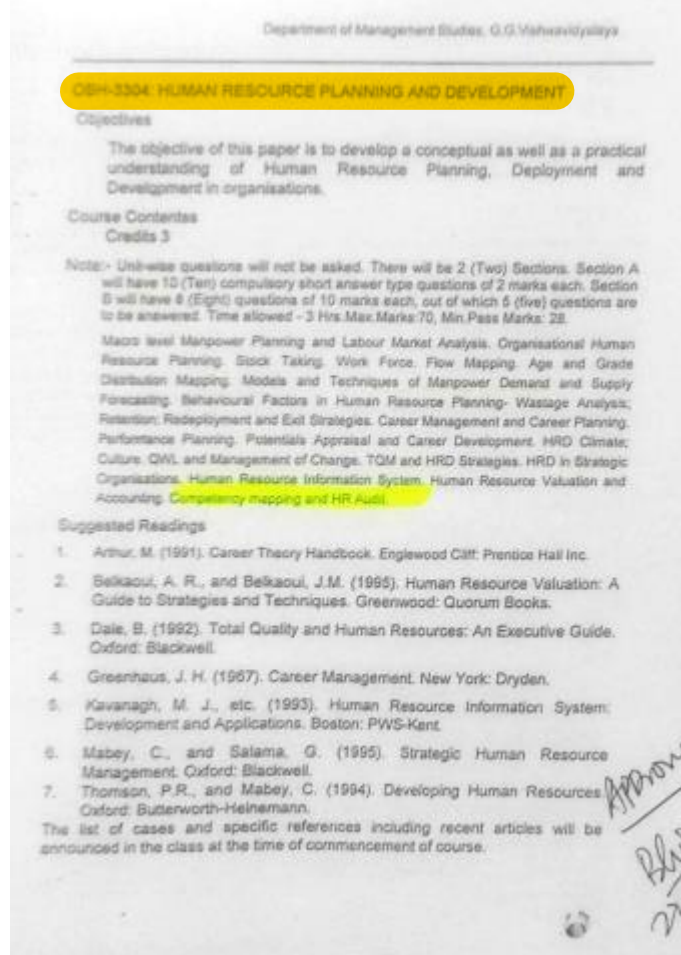 Department of Management Studies, G.G.Vishwavidyalaya
OBH-3304: HUMAN RESOURCE PLANNING AND DEVELOPMENT
Objectives
The objective of this paper is to develop a conceptual as well as a practical
understanding of Human Resource Planning, Deployment and
Development in organisations.
Course Contentes
Credits 3
Note:- Unit-wise questions will not be asked. There will be 2 (Two) Sections. Section A
will have 10 (Ten) compulsory short answer type questions of 2 marks each. Section
B will have 8 (Eight) questions of 10 marks each, out of which 5 (five) questions are
to be answered. Time allowed - 3 Hrs.Max.Marks:70, Min.Pass Marks: 28.
Macro level Manpower Planning and Labour Market Analysis. Organisational Human
Resource Planning. Stock Taking. Work Force. Flow Mapping. Age and Grade
Distribution Mapping. Models and Techniques of Manpower Demand and Supply
Forecasting. Behavioural Factors in Human Resource Planning- Wastage Analysis;
Retention; Redeployment and Exit Strategies. Career Management and Career Planning.
Performance Planning. Potentials Appraisal and Career Development. HRD Climate;
Culture. QWL and Management of Change. TQM and HRD Strategies. HRD in Strategic
Organisations. Human Resource Information System. Human Resource Valuation and
Accounting. Competency mapping and HR Audit.
Suggested Readings
1. Arthur, M. (1991). Career Theory Handbook. Englewood Cliff: Prentice Hall Inc.
2. Belkaoui, A. R., and Belkaoui, J.M. (1995). Human Resource Valuation: A
Guide to Strategies and Techniques. Greenwood: Quorum Books.
3. Dale, B. (1992). Total Quality and Human Resources: An Executive Guide.
Oxford: Blackwell.
4. Greenhaus, J. H. (1967). Career Management. New York: Dryden.
5. Kavanagh, M. J., etc. (1993). Human Resource Information System:
Development and Applications. Boston: PWS-Kent.
6. Mabey, C., and Salama, G. (1995). Strategic Human Resource
Management. Oxford: Blackwell.
7. Thomson, P.R., and Mabey, C. (1994). Developing Human Resources.
Oxford: Butterworth-Heinemann.
The list of cases and specific references including recent articles will be
announced in the class at the time of commencement of course.